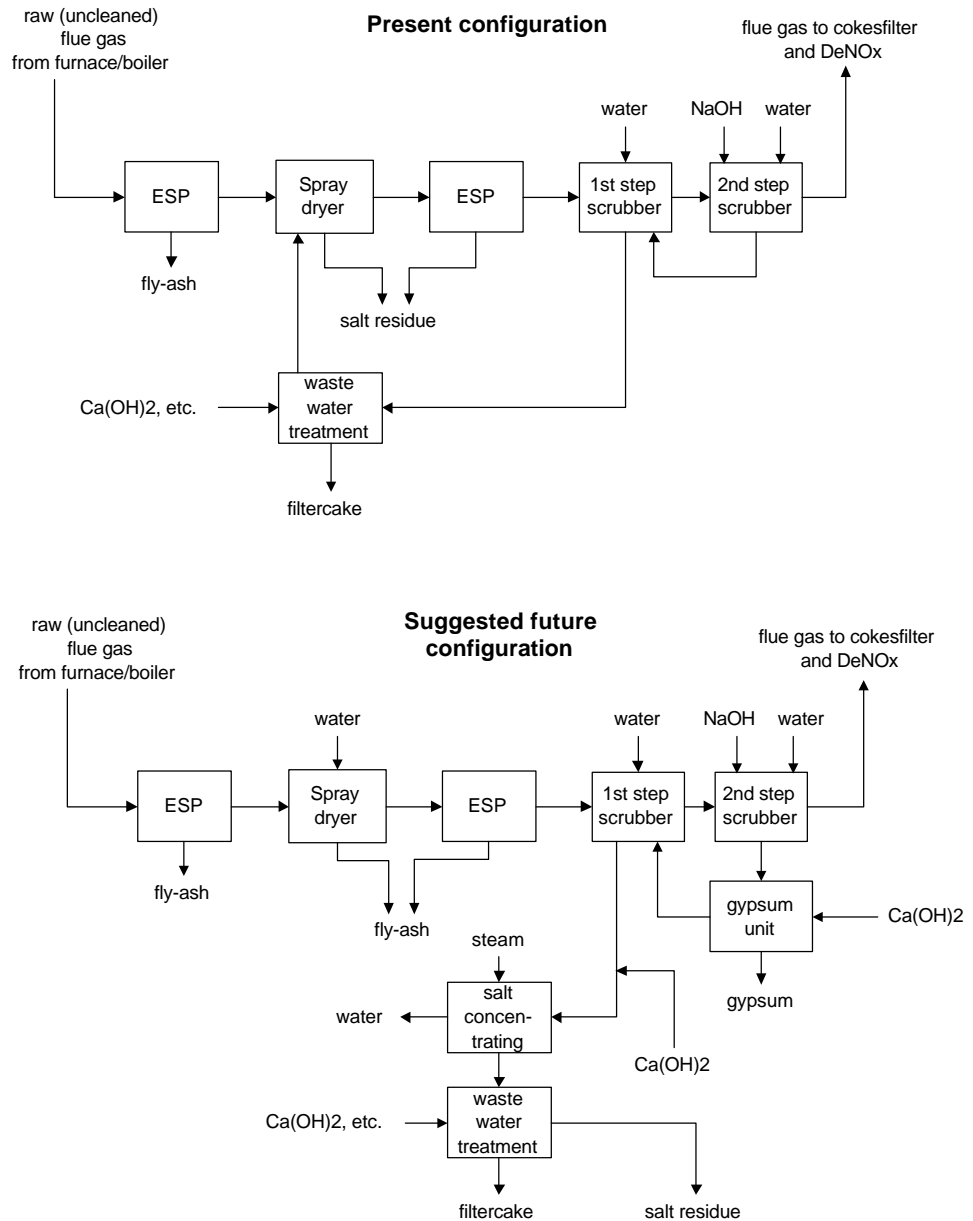 Present configuration
raw (uncleaned)
flue gas
from furnace/boiler
flue gas to cokesfilter
and DeNOx
water
NaOH
water
ESP
Spray
dryer
ESP
1st step
scrubber
2nd step
scrubber
fly-ash
salt residue
Ca(OH)2, etc.
waste
water
treatment
filtercake
Suggested future
configuration
raw (uncleaned)
flue gas
from furnace/boiler
flue gas to cokesfilter
and DeNOx
water
water
NaOH
water
ESP
Spray
dryer
ESP
1st step
scrubber
2nd step
scrubber
fly-ash
fly-ash
gypsum
unit
Ca(OH)2
steam
gypsum
water
salt
concen-
trating
Ca(OH)2
Ca(OH)2, etc.
waste
water
treatment
filtercake
salt residue